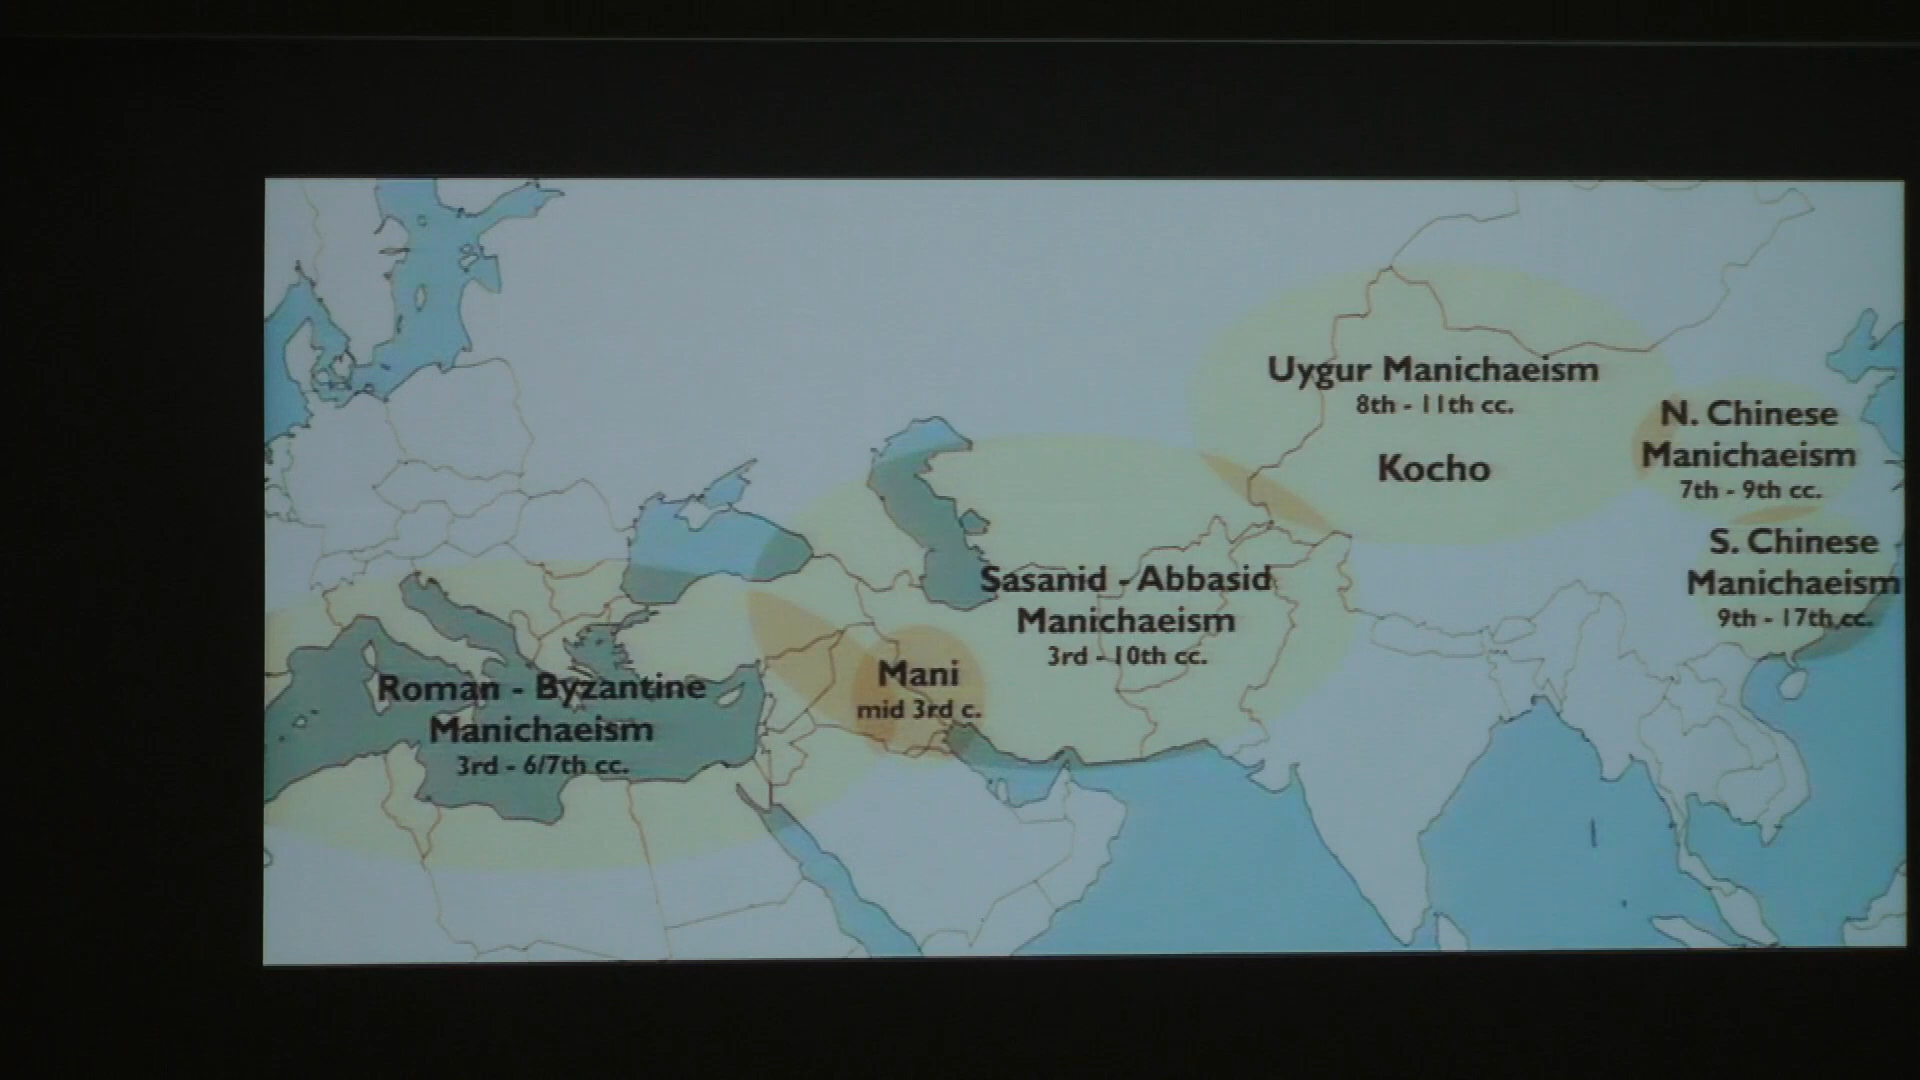 Uygur Manichaeism
8th - 11th cc.
Kocho
N. Chinese
Manichaeism
7th - 9th cc.
S. Chinese
Manichaeism
9th - 17th cc.
Sasanid - Abbasid
Manichaeism
3rd - 10th cc.
Mani
mid 3rd c.
Roman - Byzantine
Manichaeism
3rd - 6/7th cc.